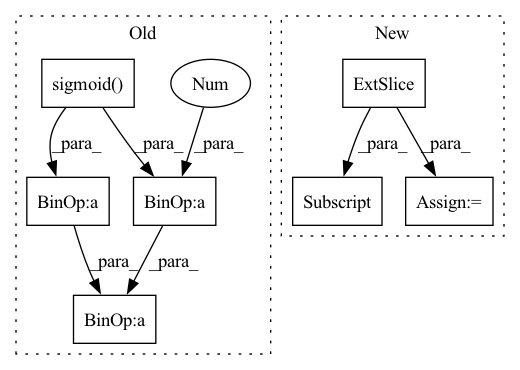 Old
New
sigmoid()
Num
ExtSlice
_para_
_para_
_para_
_para_
_para_
BinOp:a
BinOp:a
Subscript
Assign:=
_para_
_para_
BinOp:a